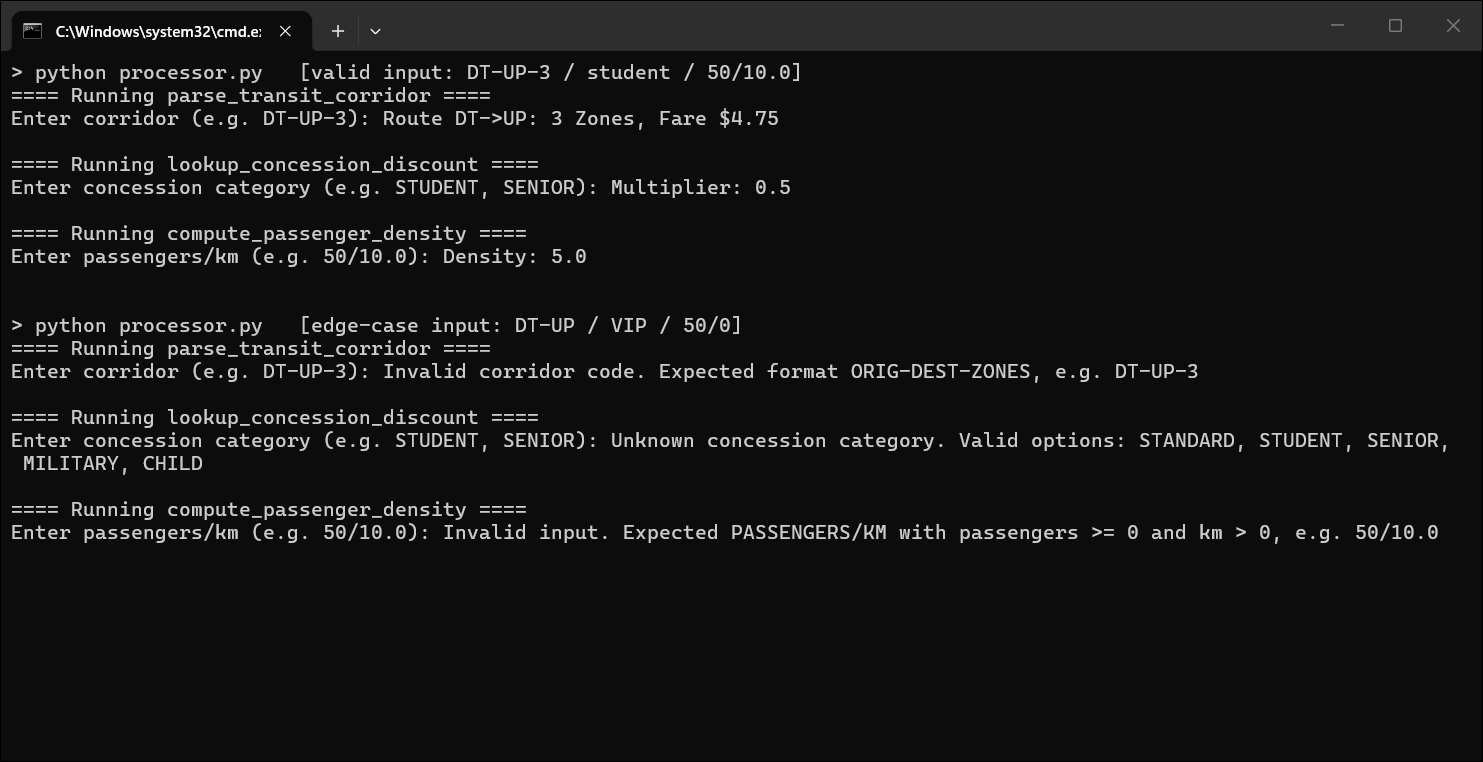 C:\Windows\system32\cmd.e
> python processor.py   [valid input: DT-UP-3 / student / 50/10.0]
==== Running parse_transit_corridor ====
Enter corridor (e.g. DT-UP-3): Route DT->UP: 3 Zones, Fare $4.75
==== Running lookup_concession_discount ====
Enter concession category (e.g. STUDENT, SENIOR): Multiplier: 0.5
==== Running compute_passenger_density ====
Enter passengers/km (e.g. 50/10.0): Density: 5.0
> python processor.py   [edge-case input: DT-UP / VIP / 50/0]
==== Running parse_transit_corridor ====
Enter corridor (e.g. DT-UP-3): Invalid corridor code. Expected format ORIG-DEST-ZONES, e.g. DT-UP-3
==== Running lookup_concession_discount ====
Enter concession category (e.g. STUDENT, SENIOR): Unknown concession category. Valid options: STANDARD, STUDENT, SENIOR,
MILITARY, CHILD
==== Running compute_passenger_density ====
Enter passengers/km (e.g. 50/10.0): Invalid input. Expected PASSENGERS/KM with passengers >= 0 and km > 0, e.g. 50/10.0